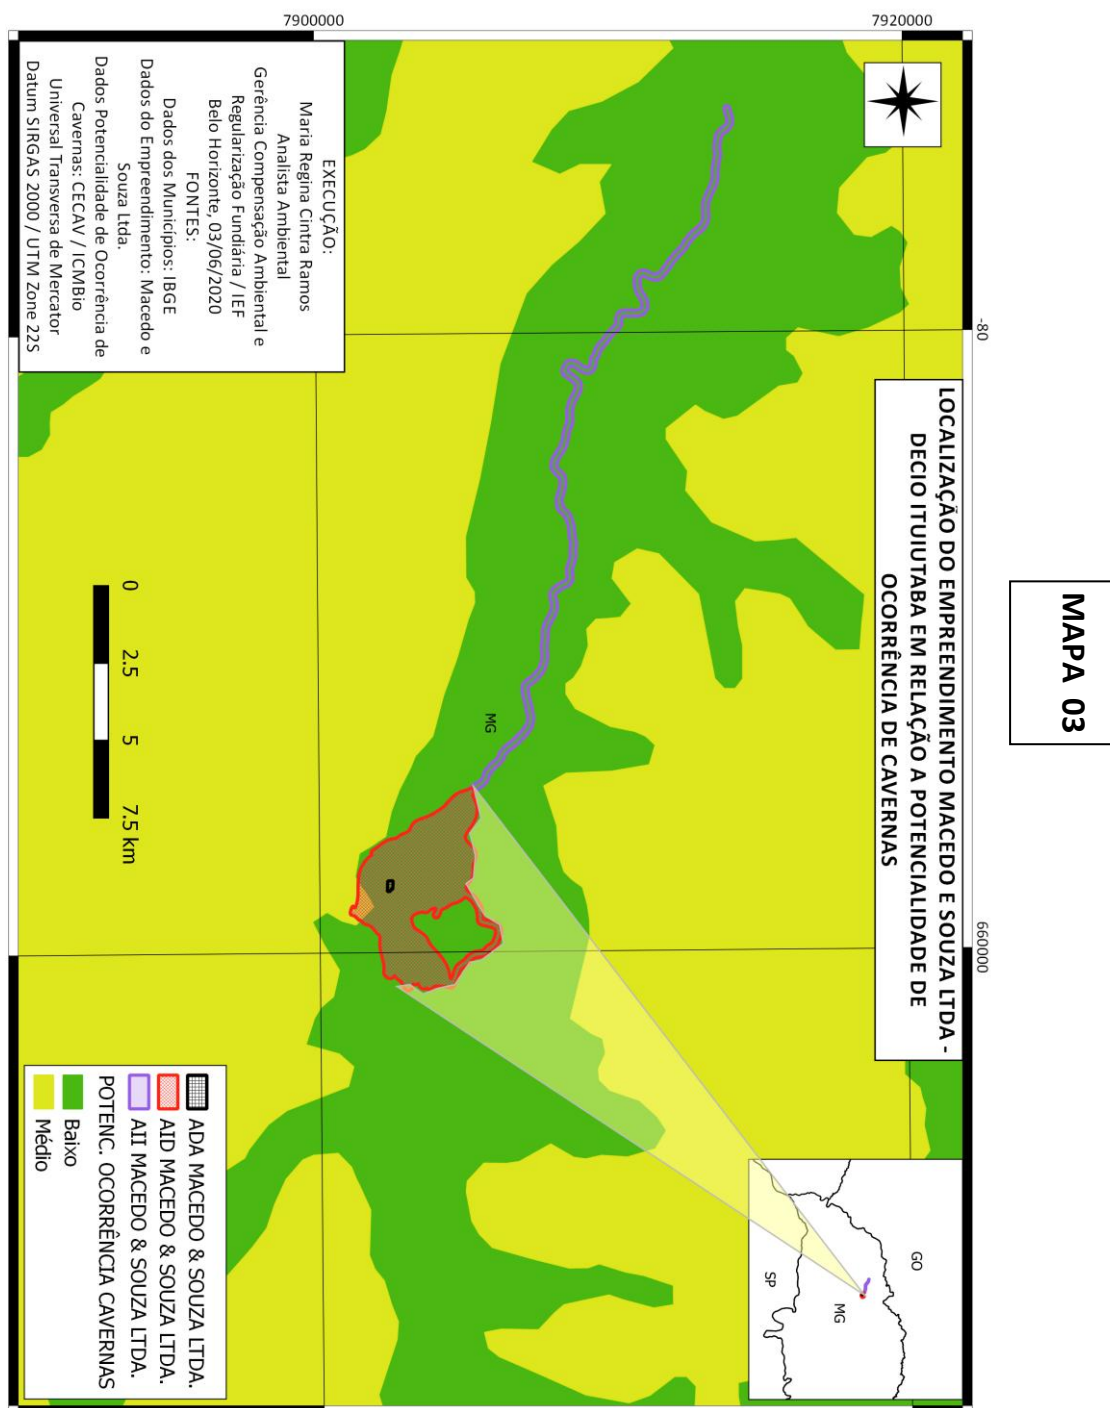 MAPA 03
LOCALIZAÇÃO DO EMPREENDIMENTO MACEDO E SOUZA LTDA -
DECIO ITUIUTABA EM RELAÇÃO A POTENCIALIDADE DE
OCORRÊNCIA DE CAVERNAS
-80
660000
7920000
7900000
GO
MG
SP
MG
0 2.5 5 7.5 km
EXECUÇÃO:
Maria Regina Cintra Ramos
Analista Ambiental
Gerência Compensação Ambiental e
Regularização Fundiária / IEF
Belo Horizonte, 03/06/2020
FONTES:
Dados dos Municípios: IBGE
Dados do Empreendimento: Macedo e
Souza Ltda.
Dados Potencialidade de Ocorrência de
Cavernas: CECAV / ICMBio
Universal Transversa de Mercator
Datum SIRGAS 2000 / UTM Zone 22S
ADA MACEDO & SOUZA LTDA.
AID MACEDO & SOUZA LTDA.
AII MACEDO & SOUZA LTDA.
POTENC. OCORRÊNCIA CAVERNAS
Baixo
Médio